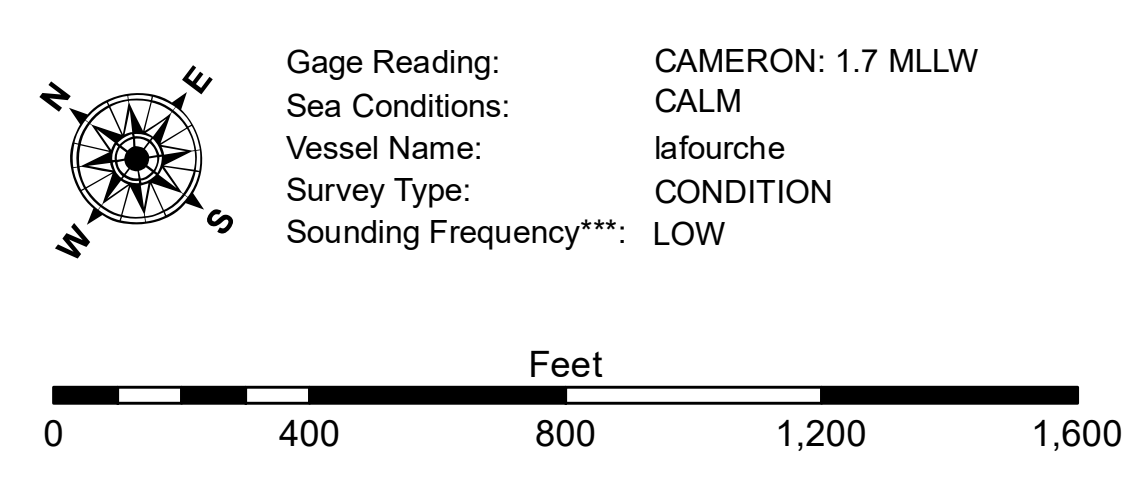 N
E
S
W
Gage Reading: CAMERON: 1.7 MLLW
Sea Conditions: CALM
Vessel Name: lafourche
Survey Type: CONDITION
Sounding Frequency***: LOW
Feet
0 400 800 1,200 1,600